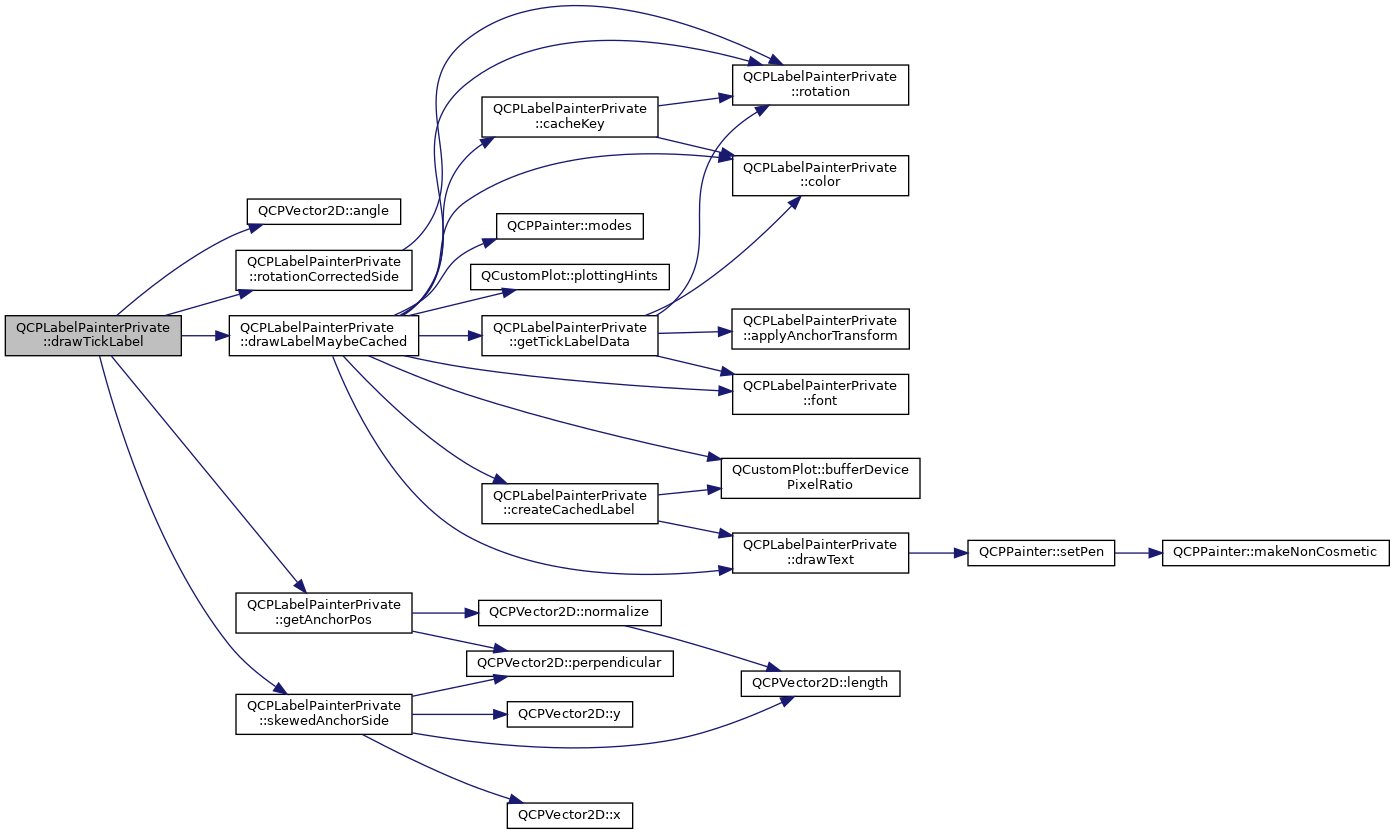 QCPLabelPainterPrivate
::drawTickLabel
QCPVector2D::angle
QCPLabelPainterPrivate
::rotationCorrectedSide
QCPLabelPainterPrivate
::drawLabelMaybeCached
QCPLabelPainterPrivate
::getAnchorPos
QCPLabelPainterPrivate
::skewedAnchorSide
QCPLabelPainterPrivate
::cacheKey
QCPPainter::modes
QCustomPlot::plottingHints
QCPLabelPainterPrivate
::getTickLabelData
QCPLabelPainterPrivate
::createCachedLabel
QCPVector2D::normalize
QCPVector2D::perpendicular
QCPVector2D::y
QCPVector2D::x
QCPLabelPainterPrivate
::rotation
QCPLabelPainterPrivate
::color
QCPLabelPainterPrivate
::applyAnchorTransform
QCPLabelPainterPrivate
::font
QCustomPlot::bufferDevice
PixelRatio
QCPLabelPainterPrivate
::drawText
QCPVector2D::length
QCPPainter::setPen
QCPPainter::makeNonCosmetic